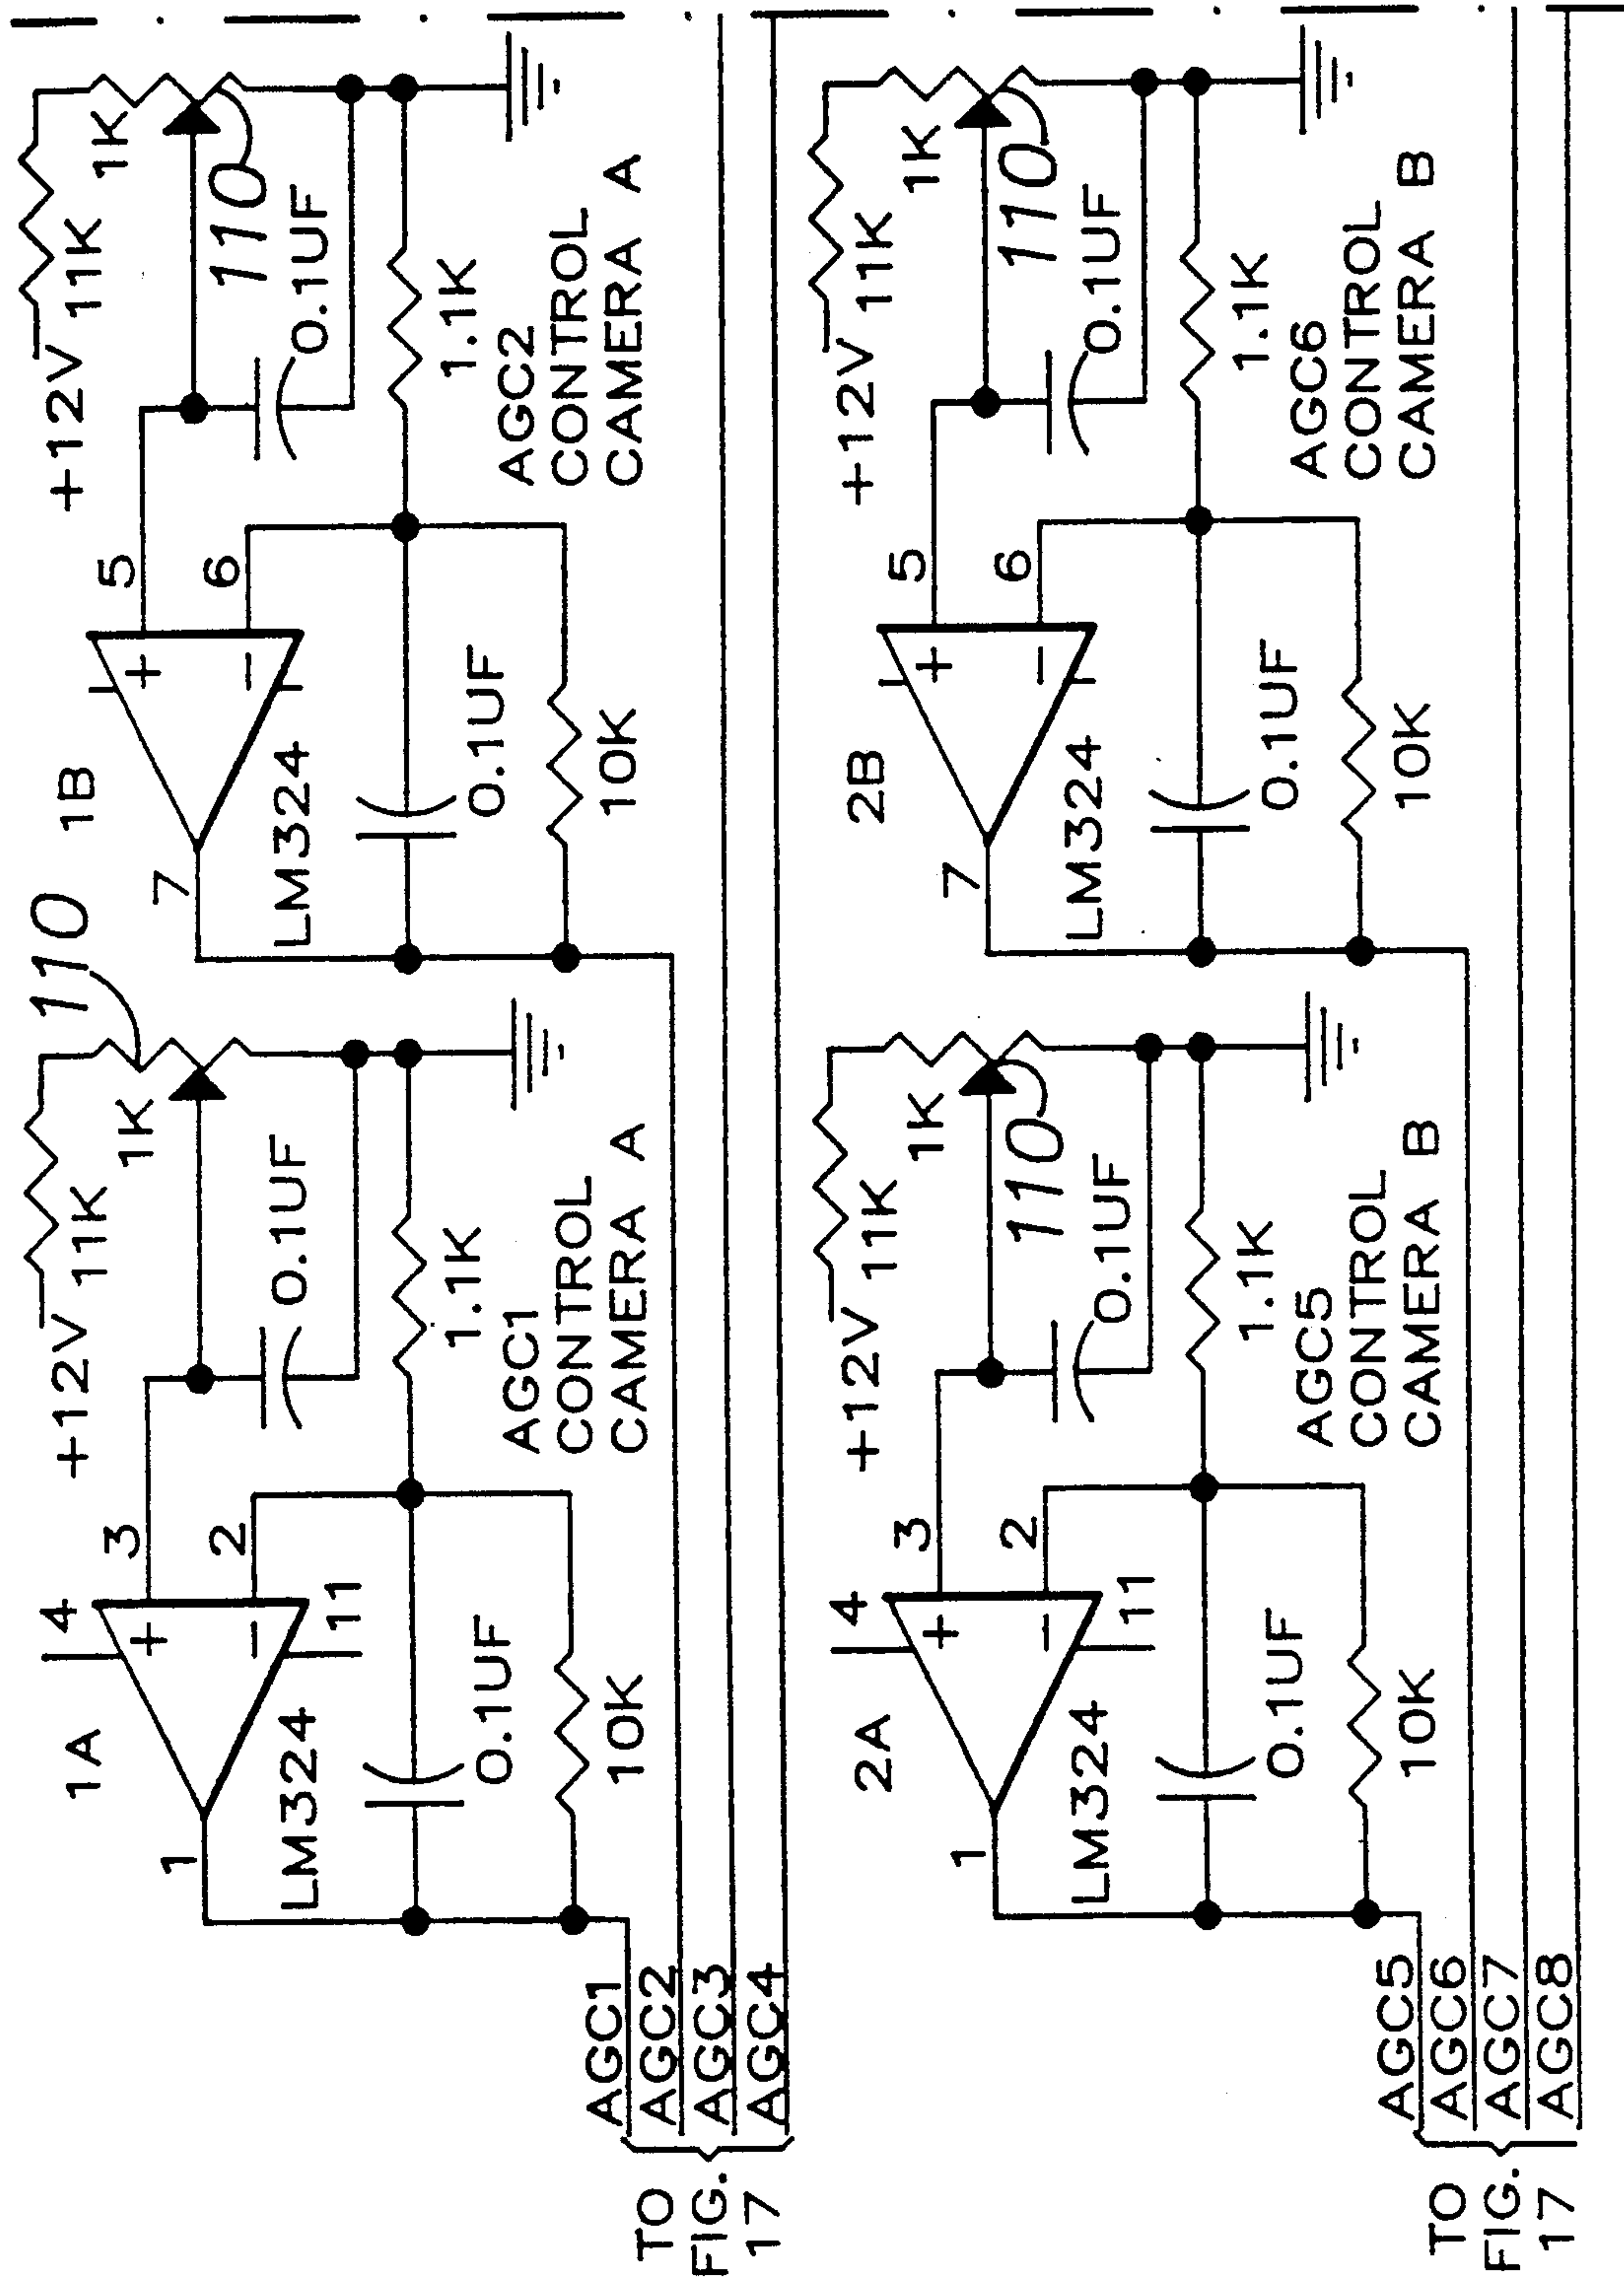 +12V
11K
1K
110
0.1UF
3
2
4
11
1A
1
LM324
0.1UF
10K
1.1K
AGC1
CONTROL
CAMERA A
+12V
11K
1K
110
0.1UF
5
6
1B
7
LM324
0.1UF
10K
1.1K
AGC2
CONTROL
CAMERA A
AGC1
AGC2
AGC3
AGC4
TO
FIG.
17
+12V
11K
1K
110
0.1UF
3
2
4
11
2A
1
LM324
0.1UF
10K
1.1K
AGC5
CONTROL
CAMERA B
+12V
11K
1K
110
0.1UF
5
6
2B
7
LM324
0.1UF
10K
1.1K
AGC6
CONTROL
CAMERA B
AGC5
AGC6
AGC7
AGC8
TO
FIG.
17
+
−
+
−
+
−
+
−